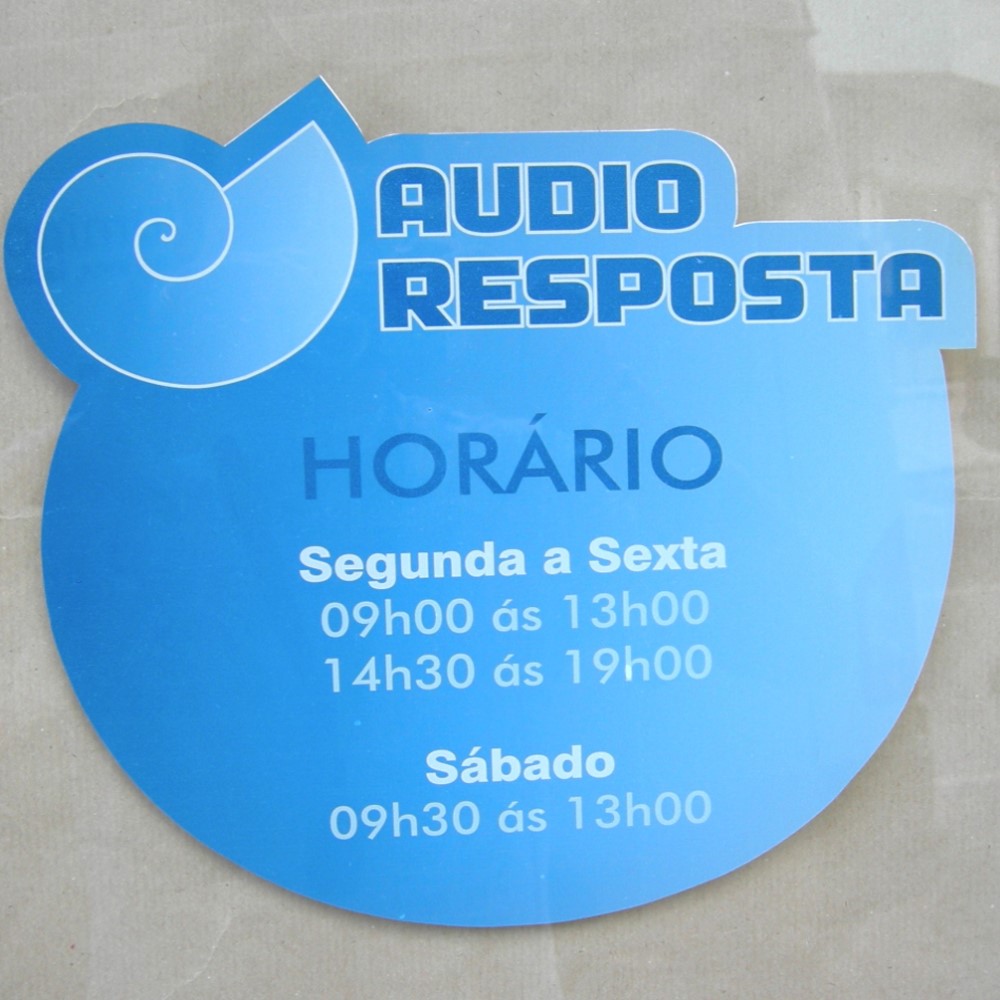 AUDIO
RESPOSTA
HORÁRIO
Segunda a Sexta
09h00 ás 13h00
14h30 ás 19h00
Sábado
09h30 ás 13h00